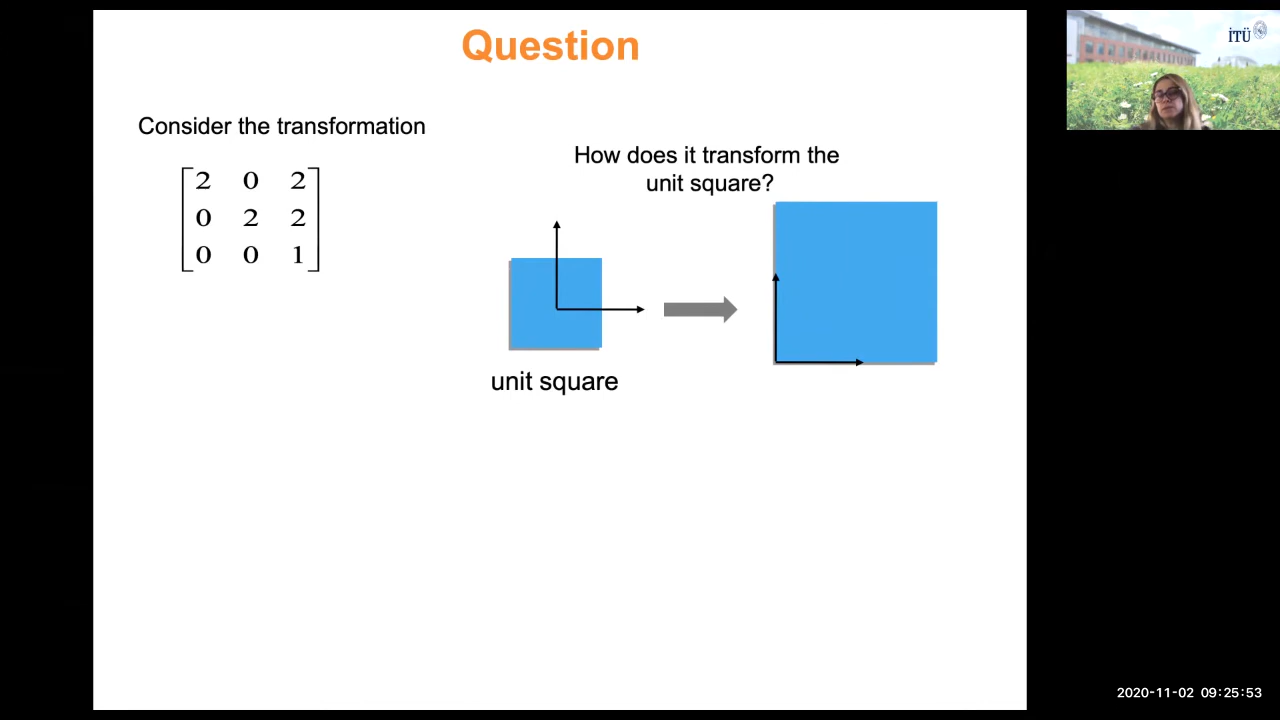 Question
Consider the transformation
2 0 2
0 2 2
0 0 1
How does it transform the
unit square?
unit square
İTÜ
2020-11-02 09:25:53